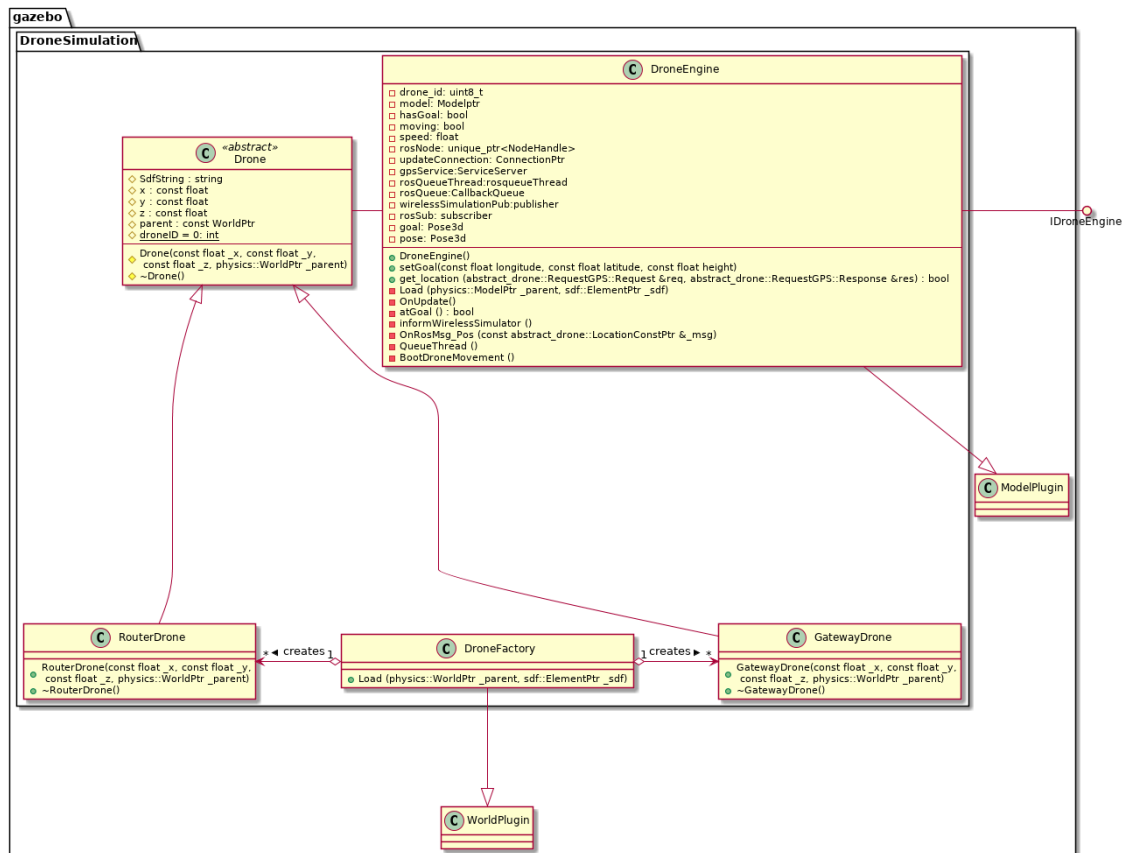 gazebo
DroneSimulation
C DroneEngine
drone_id: uint8_t
model: Modelptr
hasGoal: bool
moving: bool
speed: float
rosNode: unique_ptr<NodeHandle>
updateConnection: ConnectionPtr
gpsService:ServiceServer
rosQueueThread:rosqueueThread
rosQueue:CallbackQueue
wirelessSimulationPub:publisher
rosSub: subscriber
goal: Pose3d
pose: Pose3d
DroneEngine()
setGoal(const float longitude, const float latitude, const float height)
get_location (abstract_drone::RequestGPS::Request &req, abstract_drone::RequestGPS::Response &res) : bool
Load (physics::ModelPtr _parent, sdf::ElementPtr _sdf)
OnUpdate()
atGoal () : bool
informWirelessSimulator ()
OnRosMsg_Pos (const abstract_drone::LocationConstPtr &_msg)
QueueThread ()
BootDroneMovement ()
C «abstract»
Drone
SdfString : string
x : const float
y : const float
z : const float
parent : const WorldPtr
droneID = 0: int
Drone(const float _x, const float _y,
const float _z, physics::WorldPtr _parent)
~Drone()
IDroneEngine
C ModelPlugin
C RouterDrone
RouterDrone(const float _x, const float _y,
const float _z, physics::WorldPtr _parent)
~RouterDrone()
* ◄ creates 1
C DroneFactory
Load (physics::WorldPtr _parent, sdf::ElementPtr _sdf)
1 creates ► *
C GatewayDrone
GatewayDrone(const float _x, const float _y,
const float _z, physics::WorldPtr _parent)
~GatewayDrone()
C WorldPlugin